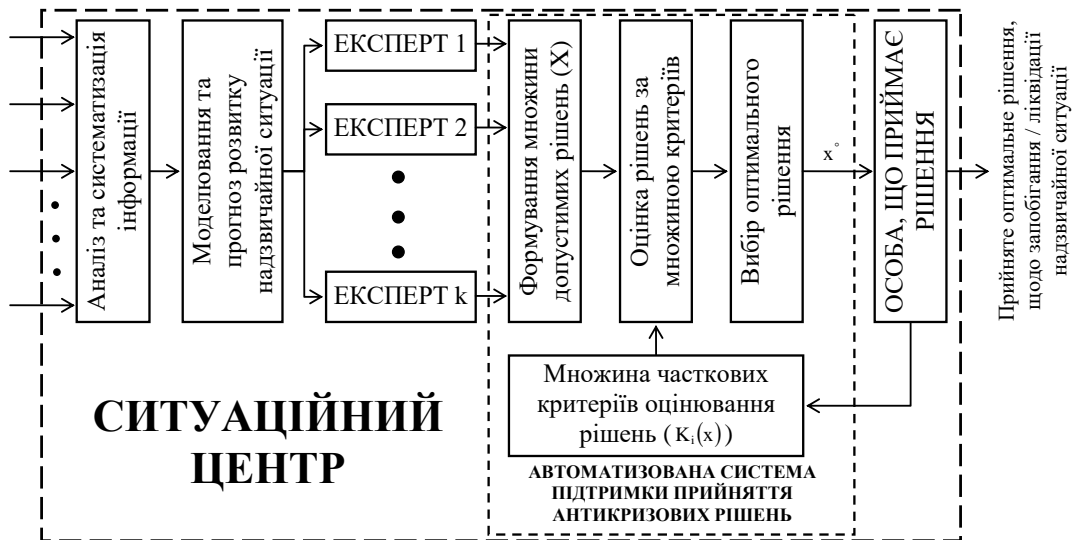 Аналіз та систематизація
інформації
Моделювання та
прогноз розвитку
надзвичайної ситуації
ЕКСПЕРТ 1
ЕКСПЕРТ 2
ЕКСПЕРТ k
Формування множини
допустимих рішень (X)
Оцінка рішень за
множиною критеріїв
Вибір оптимального
рішення
x°
ОСОБА, ЩО ПРИЙМАЄ
РІШЕННЯ
Прийняте оптимальне рішення,
щодо запобігання / ліквідації
надзвичайної ситуації
Множина часткових
критеріїв оцінювання
рішень ( K<sub>i</sub>(x) )
СИТУАЦІЙНИЙ
ЦЕНТР
АВТОМАТИЗОВАНА СИСТЕМА
ПІДТРИМКИ ПРИЙНЯТТЯ
АНТИКРИЗОВИХ РІШЕНЬ